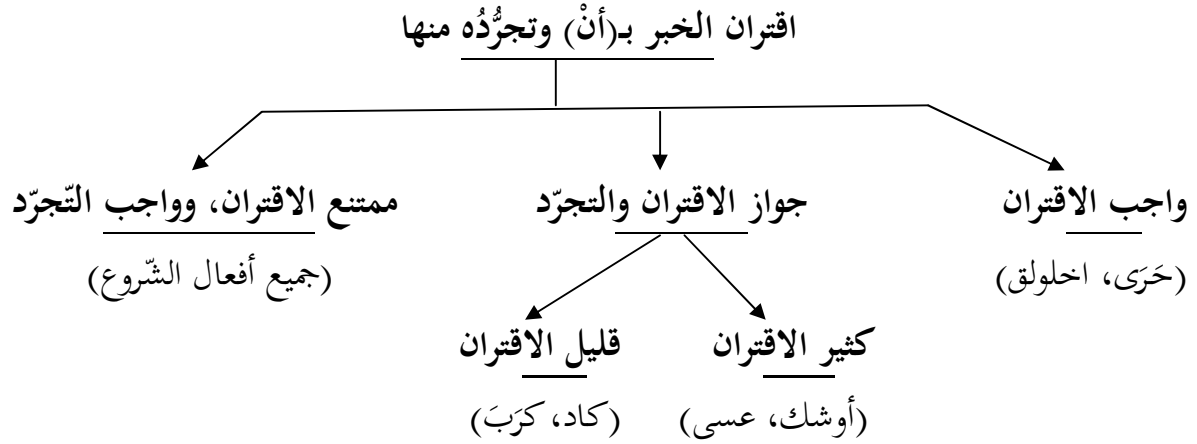 اقتران الخبر بـ(أنْ) وتجرُّدُه منها
واجب الاقتران
جواز الاقتران والتجرّد
ممتنع الاقتران، وواجب التّجرّد
(حَرَى، اخلولق)
(جميع أفعال الشّروع)
كثير الاقتران
قليل الاقتران
(أوشك، عسى)
(كاد، كرَبَ)